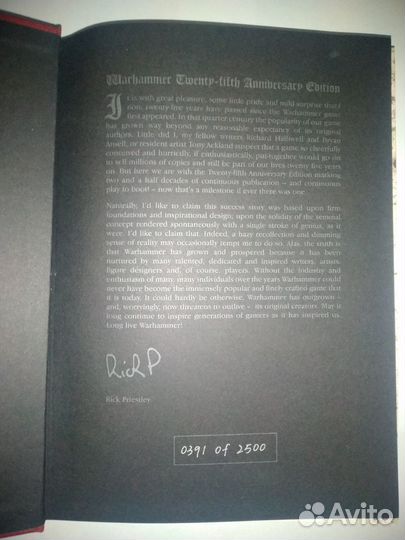 Warhammer Twenty-fifth Anniversary Edition
It is with great pleasure, some little pride and mild surprise that I
note, twenty-five years have passed since the Warhammer game
first appeared. In that quarter century the popularity of our game
has grown way beyond any reasonable expectance of its original
authors. Little did I, my fellow writers Richard Halliwell and Bryan
Ansell, or resident artist Tony Ackland suspect that a game so cheerfully
conceived and hurriedly, if enthusiastically, put-together would go on
to sell millions of copies and still be part of our lives twenty five years
on. But here we are with the Twenty-fifth Anniversary Edition marking
two and a half decades of continuous publication – and continuous
play to boot! – now that's a milestone if ever there was one.
Naturally, I'd like to claim this success story was based upon firm
foundations and inspirational design; upon the solidity of the seminal
concept rendered spontaneously with a single stroke of genius, as it
were. I'd like to claim that. Indeed, a hazy recollection and dimming
sense of reality may occasionally tempt me to do so. Alas, the truth is
that Warhammer has grown and prospered because it has been
nurtured by many talented, dedicated and inspired writers, artists,
figure designers and, of course, players. Without the industry and
enthusiasm of many, many individuals over the years Warhammer could
never have become the immensely popular and finely crafted game that
it is today. It could hardly be otherwise. Warhammer has outgrown –
and, worryingly, now threatens to outlive – its original creators. May it
long continue to inspire generations of gamers as it has inspired us.
Long live Warhammer!
Rick P
Rick Priestley
0391 of 2500
Avito